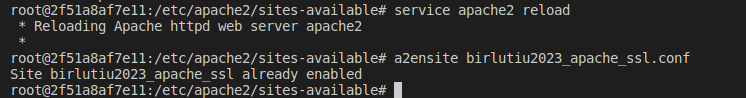 root@2f51a8af7e11:/etc/apache2/sites-available# service apache2 reload
 * Reloading Apache httpd web server apache2
 *
root@2f51a8af7e11:/etc/apache2/sites-available# a2ensite birlutiu2023_apache_ssl.conf
Site birlutiu2023_apache_ssl already enabled
root@2f51a8af7e11:/etc/apache2/sites-available#